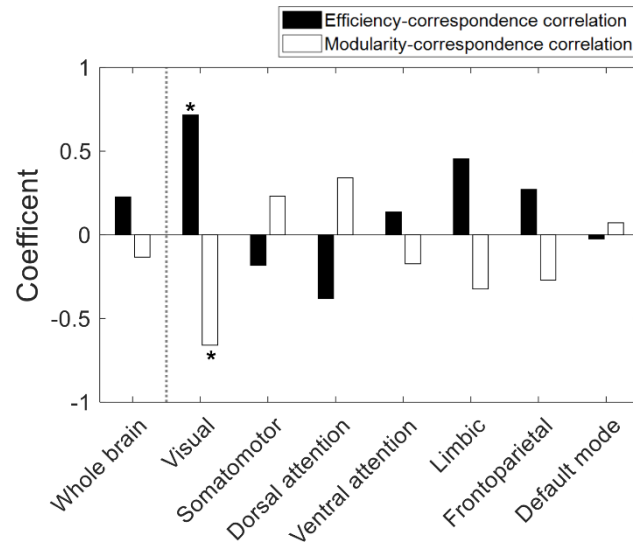 Efficiency-correspondence correlation
Modularity-correspondence correlation
1
0.5
0
-0.5
-1
Coefficent
*
*
Whole brain
Visual
Somatomotor
Dorsal attention
Ventral attention
Limbic
Frontoparietal
Default mode